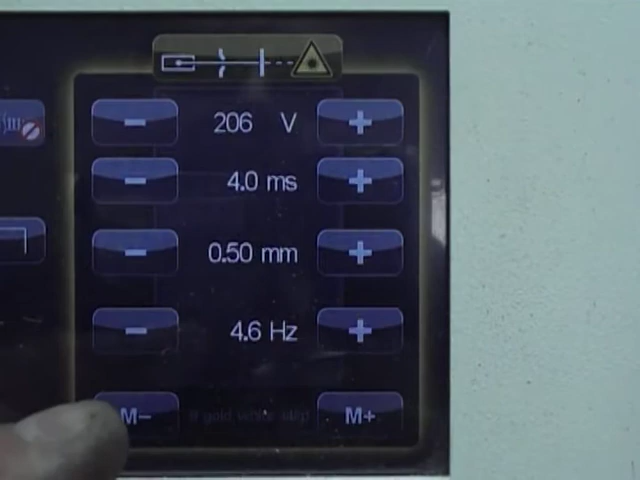 - 206 V +
- 4.0 ms +
- 0.50 mm +
- 4.6 Hz +
M- M+